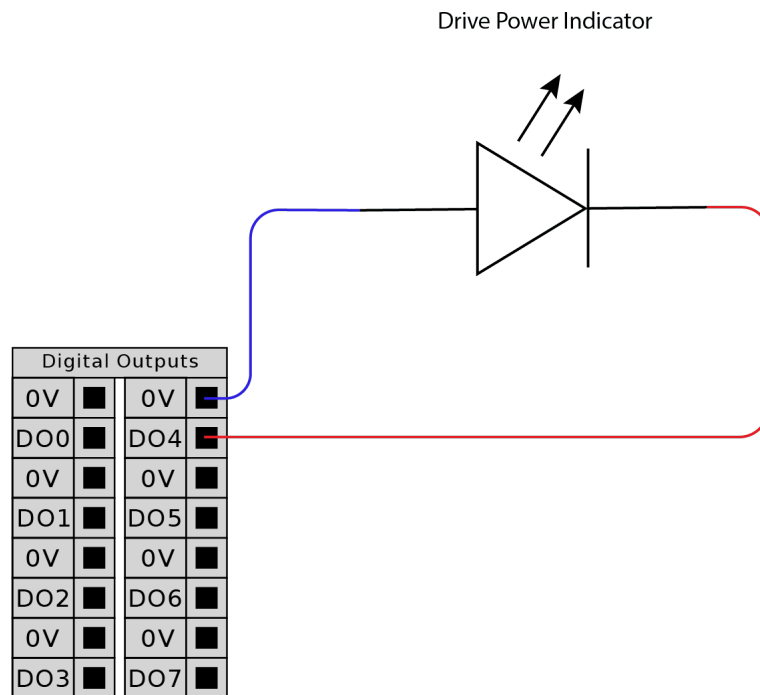 Drive Power Indicator
Digital Outputs
0V 0V
DO0 DO4
0V 0V
DO1 DO5
0V 0V
DO2 DO6
0V 0V
DO3 DO7